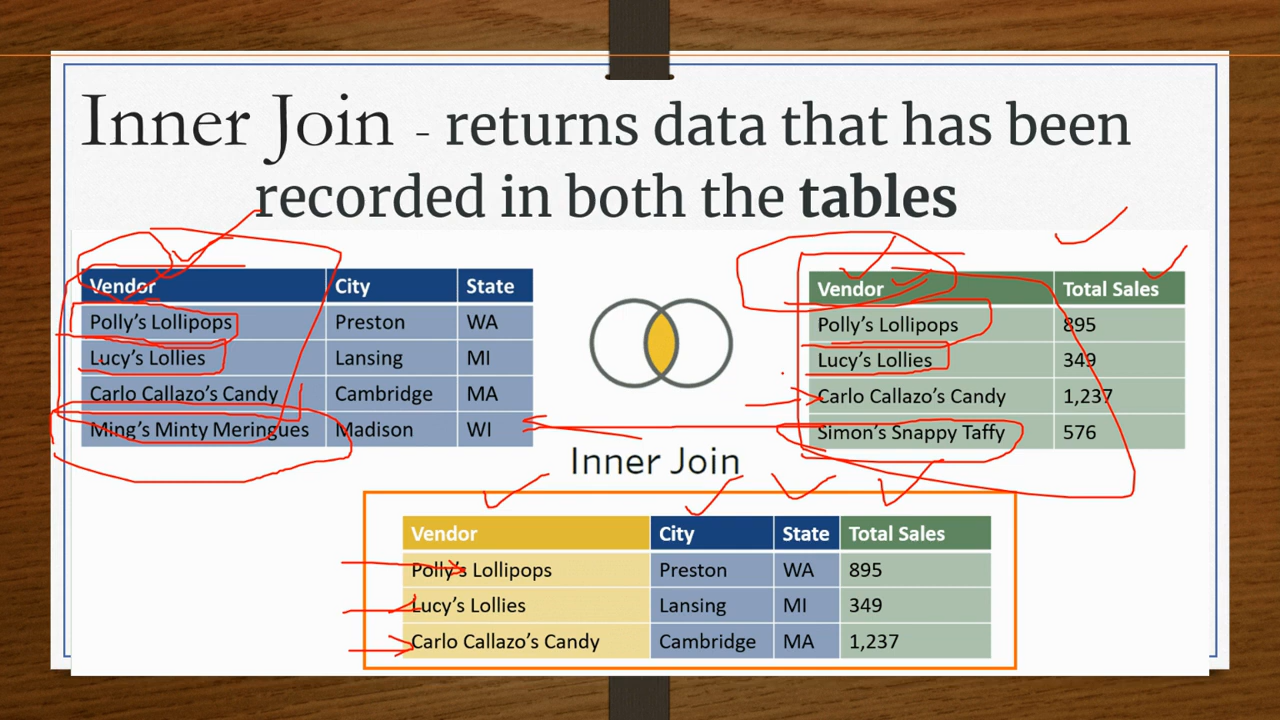 Inner Join - returns data that has been
recorded in both the tables
Vendor City State
Polly's Lollipops Preston WA
Lucy's Lollies Lansing MI
Carlo Callazo's Candy Cambridge MA
Ming's Minty Meringues Madison WI
Vendor Total Sales
Polly's Lollipops 895
Lucy's Lollies 349
Carlo Callazo's Candy 1,237
Simon's Snappy Taffy 576
Inner Join
Vendor City State Total Sales
Polly's Lollipops Preston WA 895
Lucy's Lollies Lansing MI 349
Carlo Callazo's Candy Cambridge MA 1,237